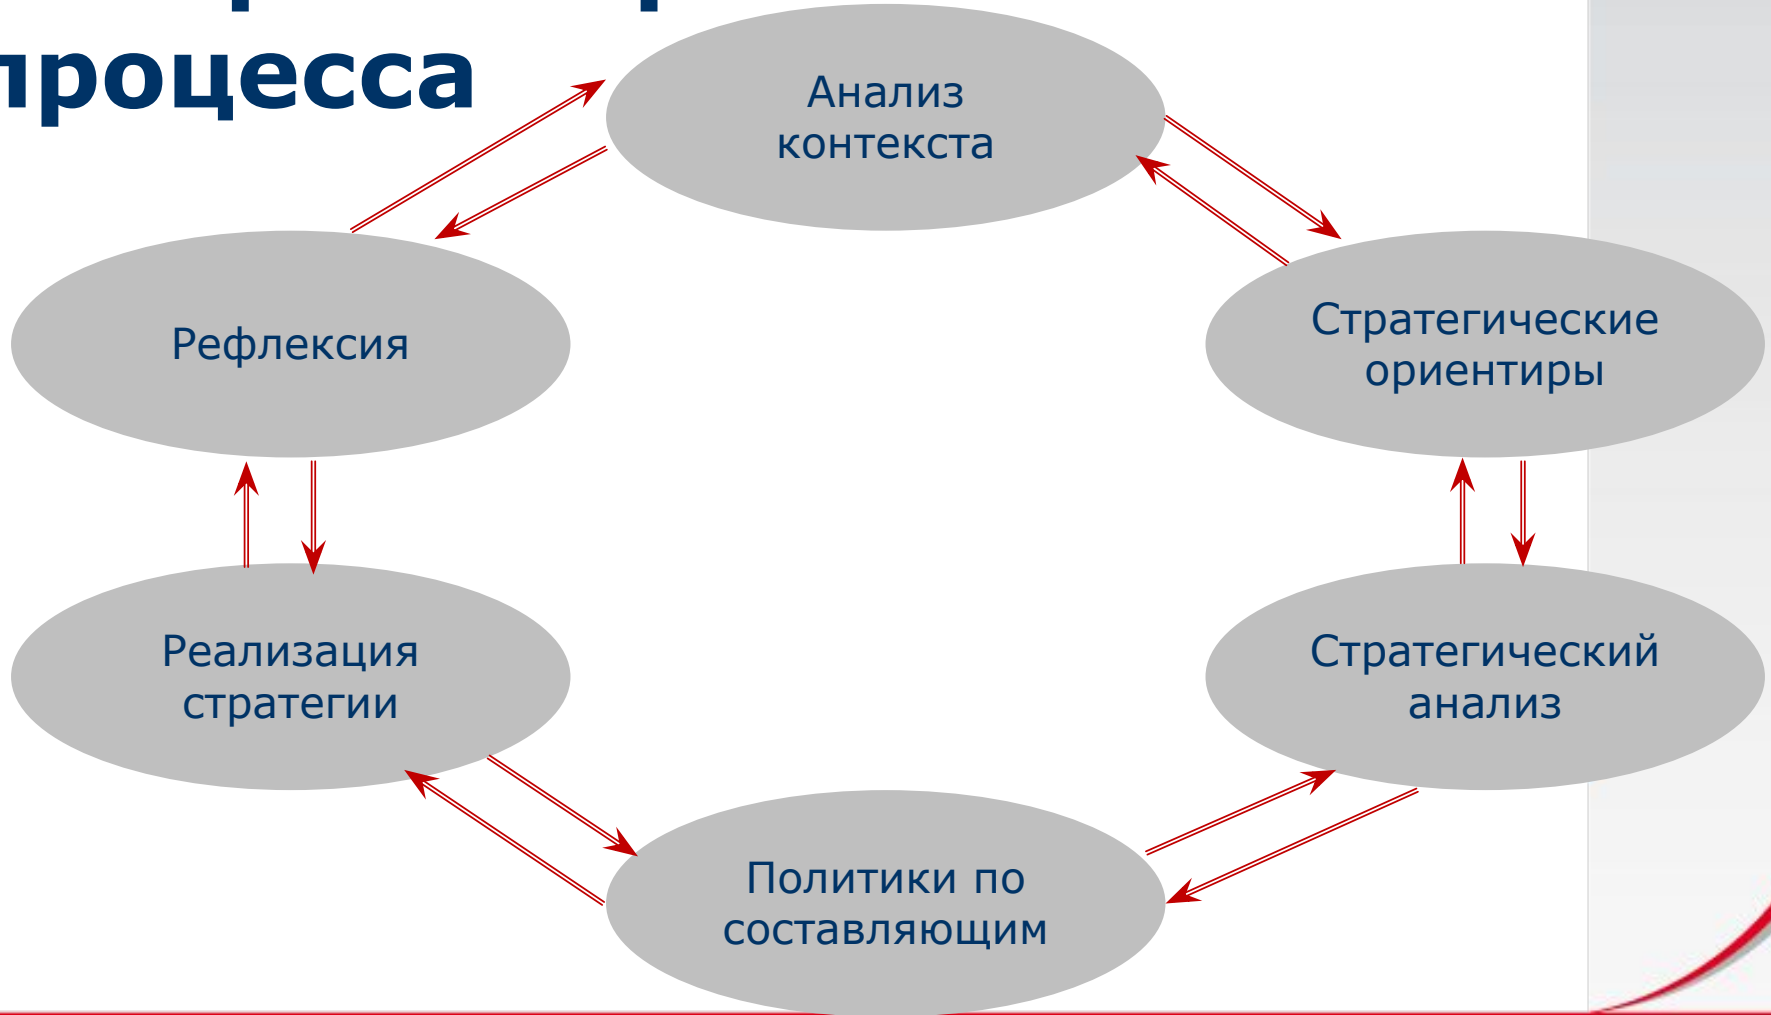 процесса
Анализ
контекста
Рефлексия
Стратегические
ориентиры
Реализация
стратегии
Стратегический
анализ
Политики по
составляющим